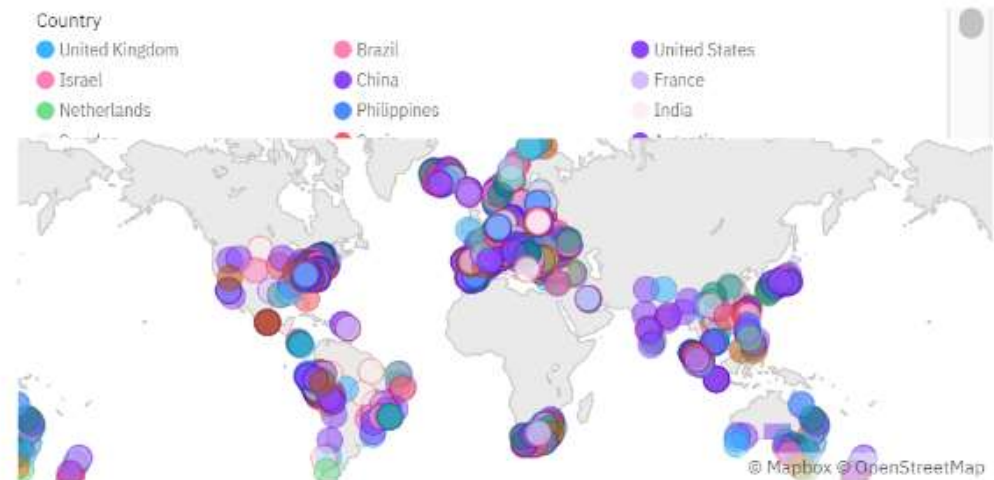 Country
United Kingdom Brazil United States
Israel China France
Netherlands Philippines India
© Mapbox © OpenStreetMap